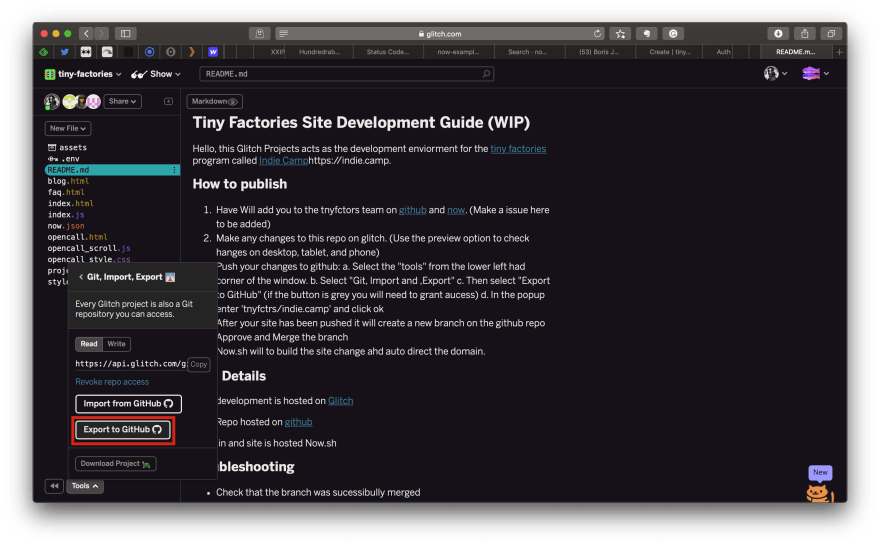 glitch.com
XXIV
Hundredrab...
Status Code...
now-exampl...
Search - no...
(53) Boris J...
Create | tiny...
Auth
README.m...
tiny-factories
Show
README.md
Share
Markdown
New File
assets
.env
README.md
blog.html
faq.html
index.html
index.js
now.json
opencall.html
opencall_scroll.js
opencall_style.css
proj
style
Tiny Factories Site Development Guide (WIP)
Hello, this Glitch Projects acts as the development enviorment for the tiny factories
program called Indie Camphttps://indie.camp.
How to publish
1. Have Will add you to the tnyfctors team on github and now. (Make a issue here
to be added)
2. Make any changes to this repo on glitch. (Use the preview option to check
hanges on desktop, tablet, and phone)
Push your changes to github: a. Select the "tools" from the lower left had
corner of the window. b. Select "Git, Import and ,Export" c. Then select "Export
to GitHub" (if the button is grey you will need to grant aucess) d. In the popup
enter 'tnyfctrs/indie.camp' and click ok
After your site has been pushed it will create a new branch on the github repo
Approve and Merge the branch
Now.sh will to build the site change ahd auto direct the domain.
Details
development is hosted on Glitch
Repo hosted on github
in and site is hosted Now.sh
bleshooting
• Check that the branch was sucessibully merged
Git, Import, Export
Every Glitch project is also a Git
repository you can access.
Read
Write
https://api.glitch.com/g
Copy
Revoke repo access
Import from GitHub
Export to GitHub
Download Project
Tools
New